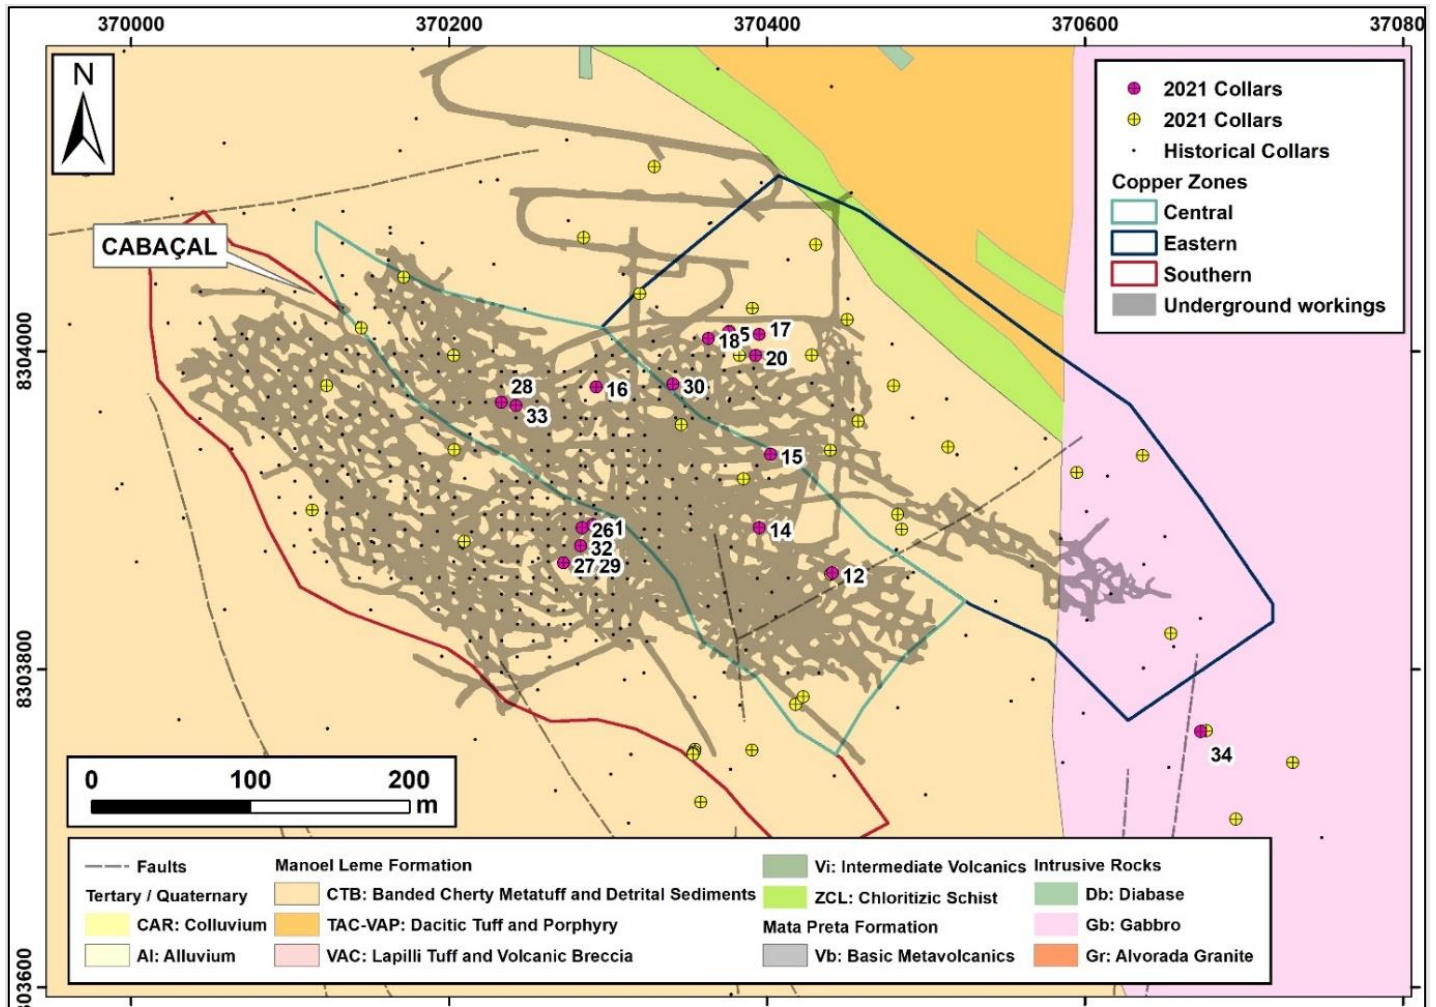 370000 370200 370400 370600 37080
N
2021 Collars
2021 Collars
Historical Collars
Copper Zones
Central
Eastern
Southern
Underground workings
CABAÇAL
8304000
8303800
803600
18 5 17
20
28
16
30
33
15
26 1
14
32
27 29
12
34
0 100 200
m
Faults
Tertary / Quaternary
CAR: Colluvium
Al: Alluvium
Manoel Leme Formation
CTB: Banded Cherty Metatuff and Detrital Sediments
TAC-VAP: Dacitic Tuff and Porphyry
VAC: Lapilli Tuff and Volcanic Breccia
Vi: Intermediate Volcanics
ZCL: Chloritizic Schist
Mata Preta Formation
Vb: Basic Metavolcanics
Intrusive Rocks
Db: Diabase
Gb: Gabbro
Gr: Alvorada Granite